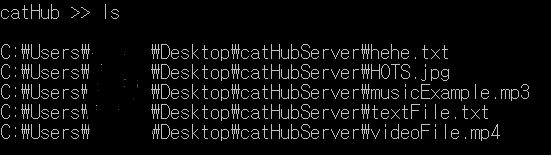 catHub >> ls
C:₩Users₩ ₩Desktop₩catHubServer₩hehe.txt
C:₩Users₩ ₩Desktop₩catHubServer₩HOTS.jpg
C:₩Users₩ ₩Desktop₩catHubServer₩musicExample.mp3
C:₩Users₩ ₩Desktop₩catHubServer₩textFile.txt
C:₩Users₩ ₩Desktop₩catHubServer₩videoFile.mp4